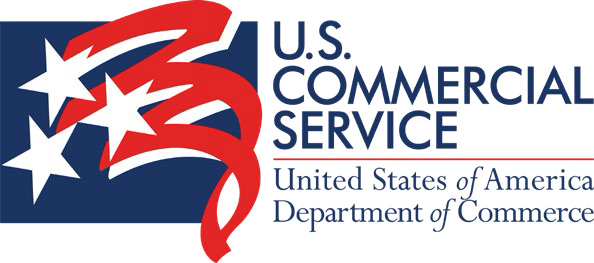 U.S.
COMMERCIAL
SERVICE
United States of America
Department of Commerce